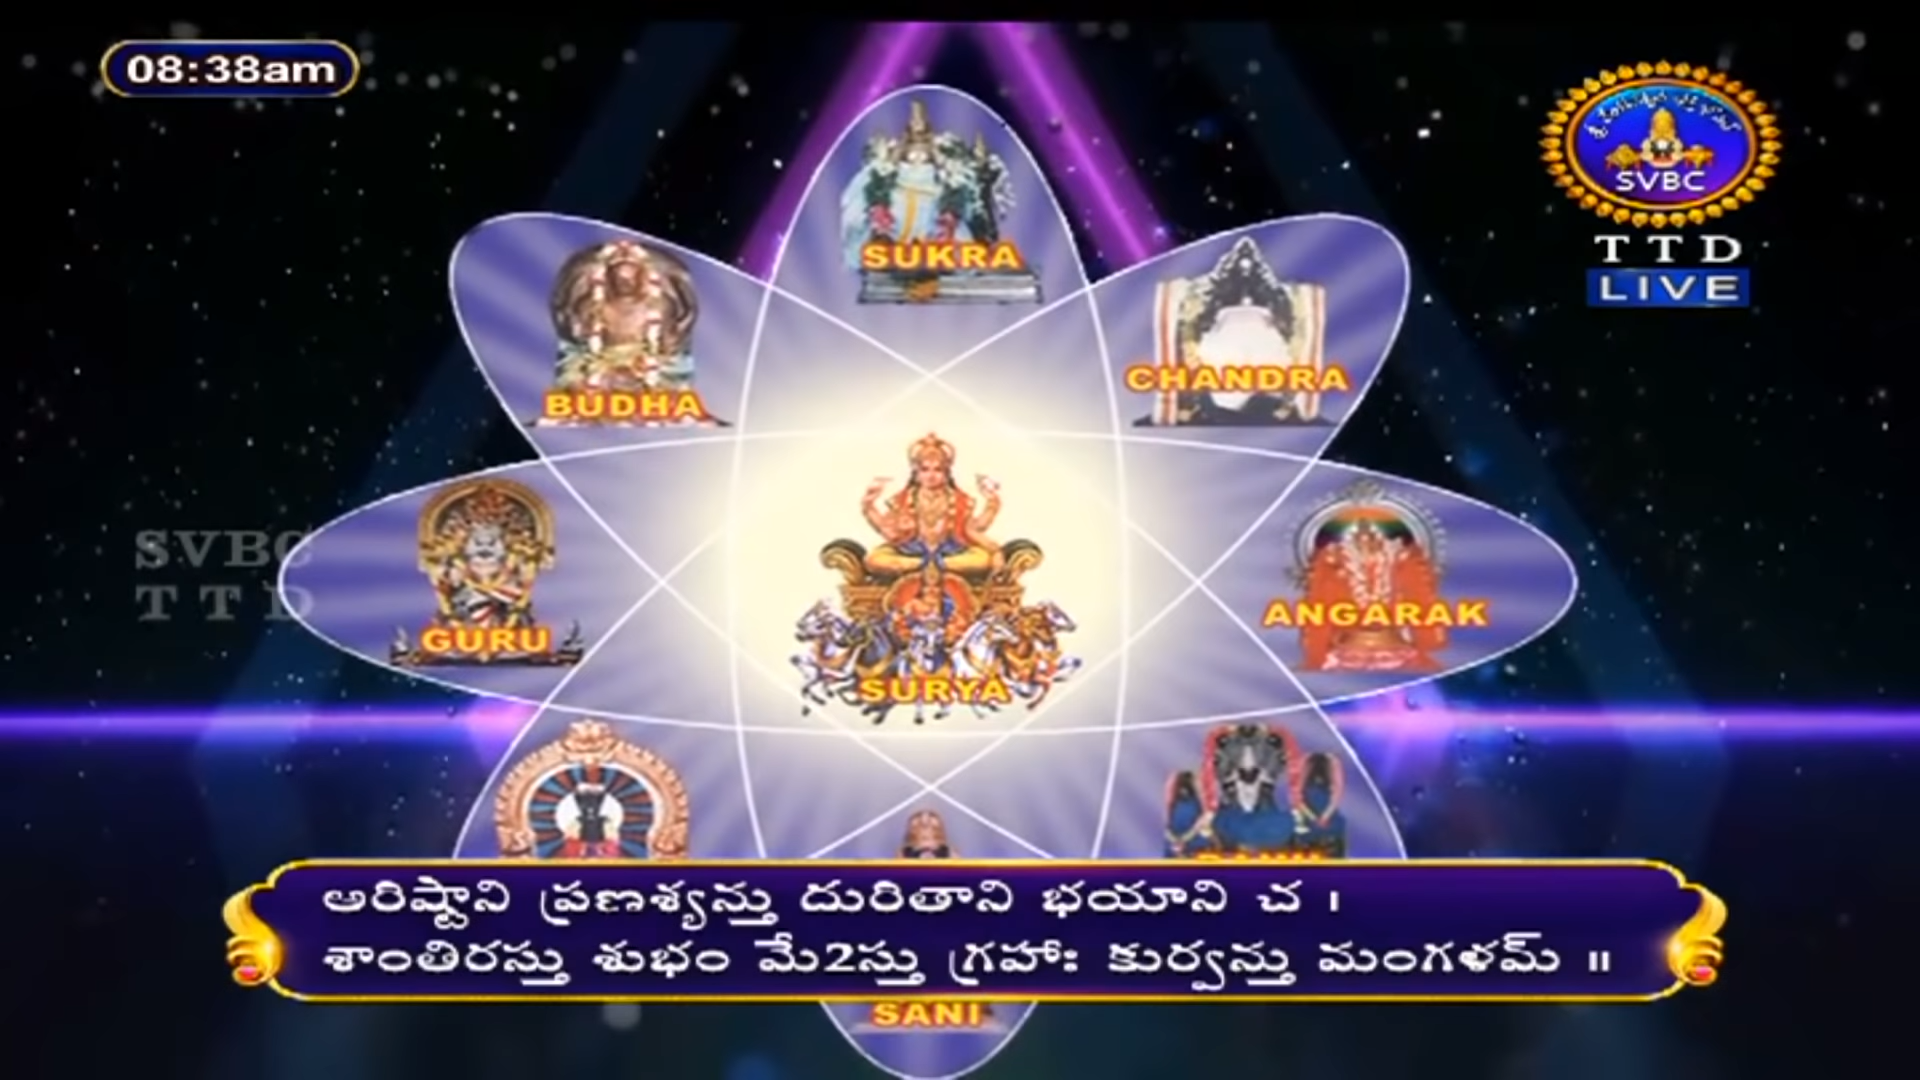 08:38am
SVBC
TTD
LIVE
SUKRA
CHANDRA
BUDHA
SVBC
TTD
GURU
ANGARAK
SURYA
అరిష్టాని ప్రణశ్యన్తు దురితాని భయాని చ ।
శాంతిరస్తు శుభం మే2స్తు గ్రహాః కుర్వన్తు మంగళమ్ ॥
SANI